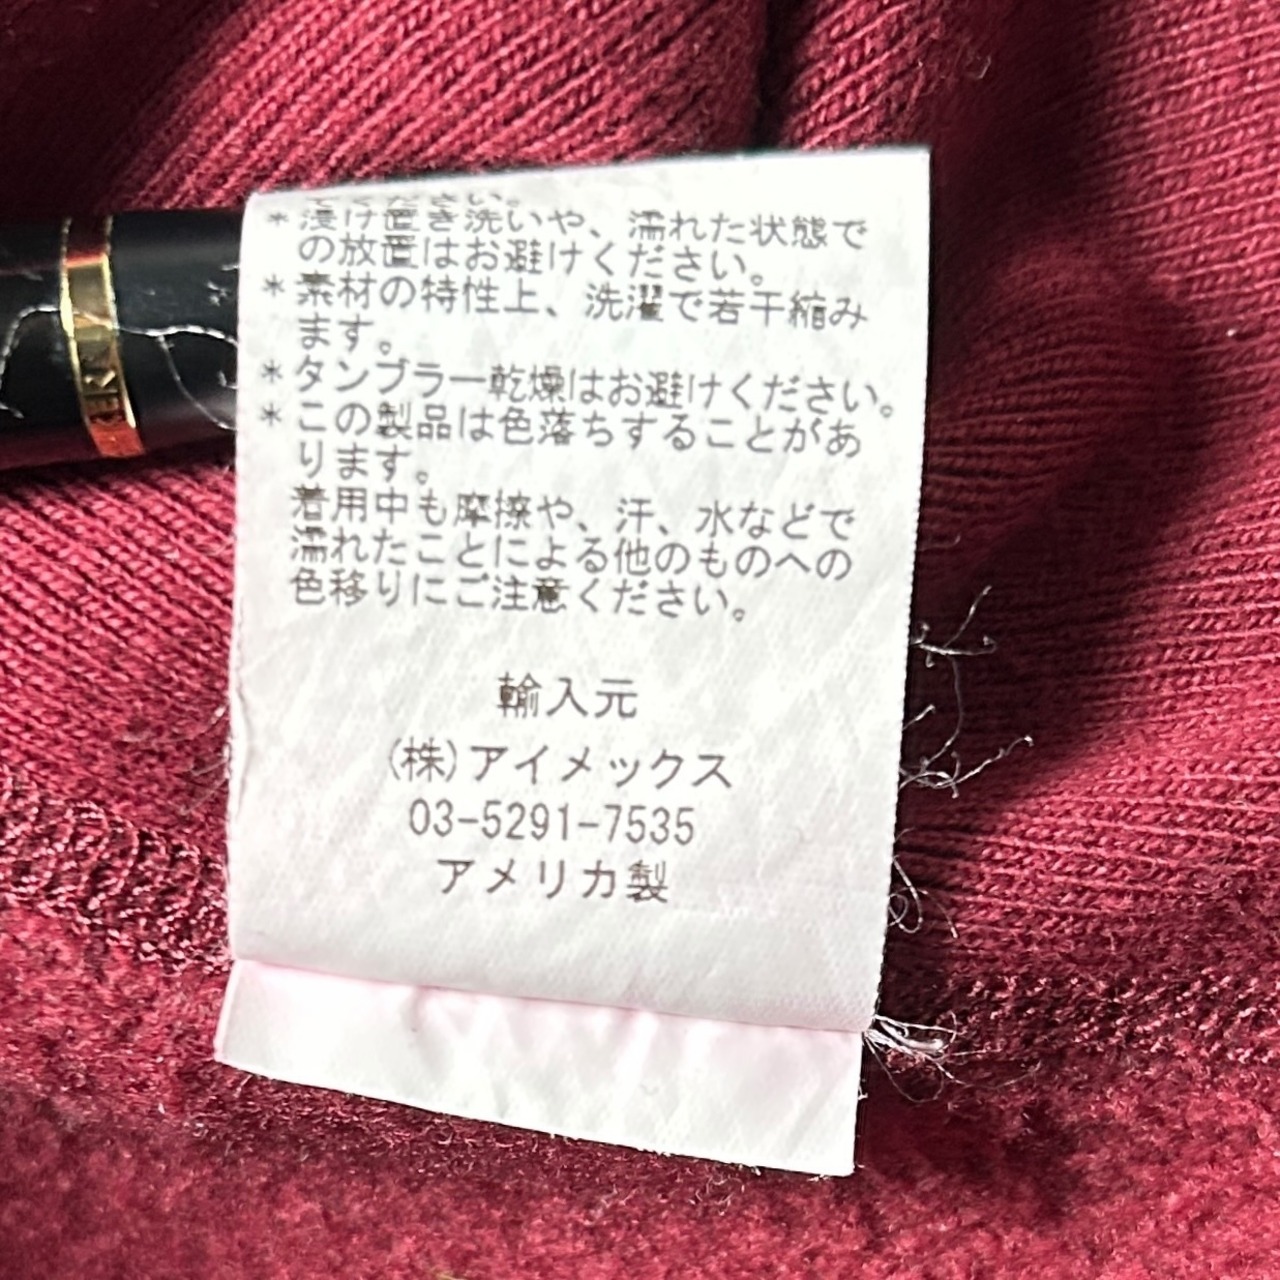 ください。
* 浸け置き洗いや、濡れた状態で
の放置はお避けください。
* 素材の特性上、洗濯で若干縮み
ます。
* タンブラー乾燥はお避けください。
* この製品は色落ちすることがあ
ります。
着用中も摩擦や、汗、水などで
濡れたことによる他のものへの
色移りにご注意ください。
輸入元
(株)アイメックス
03-5291-7535
アメリカ製